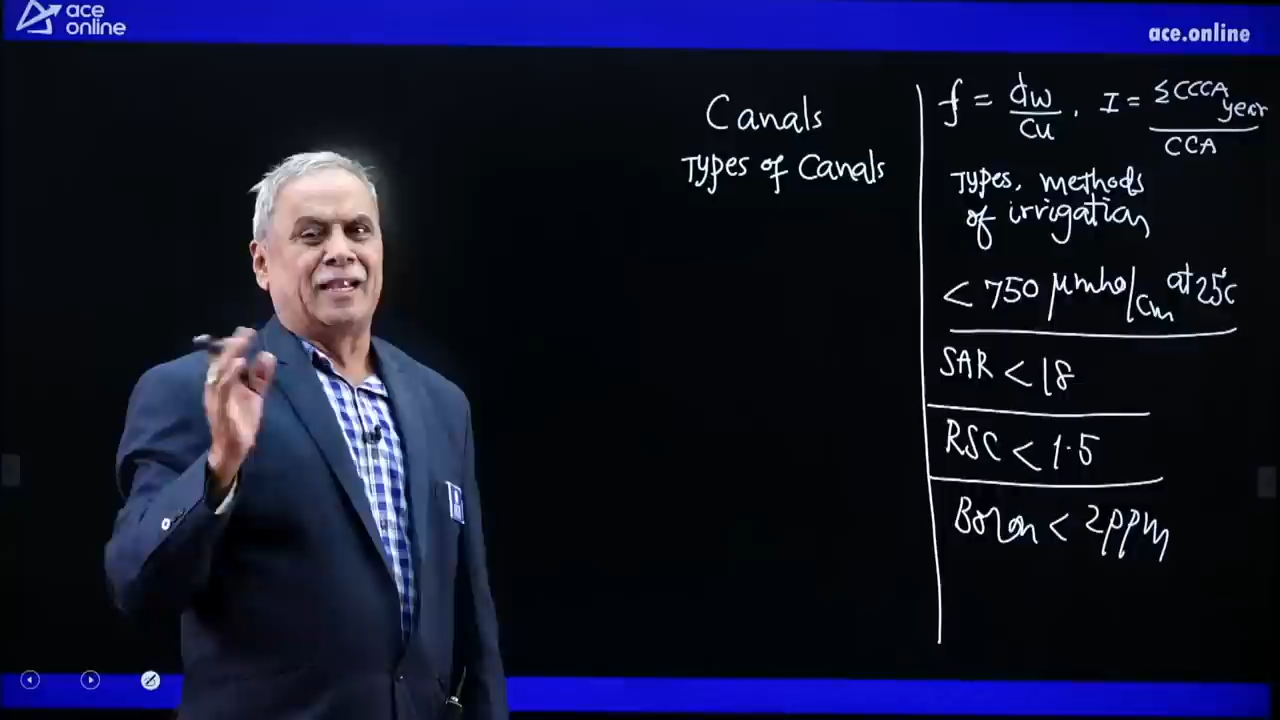 ace
online
ace.online
Canals
Types of Canals
f = dw/Cu, I = ΣCCCA year/CCA
Types, methods
of irrigation
< 750 μmho/cm at 25°C
SAR < 18
RSC < 1.5
Boron < 2ppm